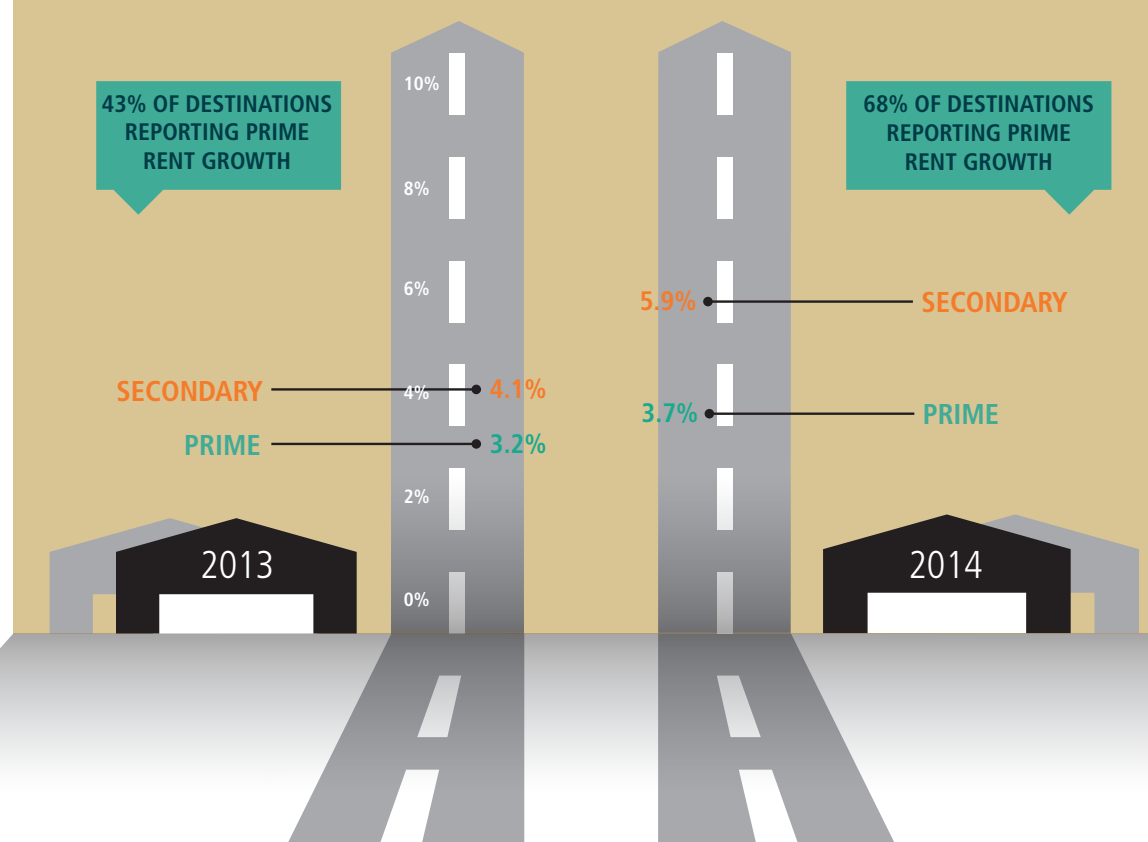 10%
43% OF DESTINATIONS
REPORTING PRIME
RENT GROWTH
68% OF DESTINATIONS
REPORTING PRIME
RENT GROWTH
8%
6%
5.9%
SECONDARY
SECONDARY
4%
4.1%
3.7%
PRIME
PRIME
3.2%
2%
2013
2014
0%